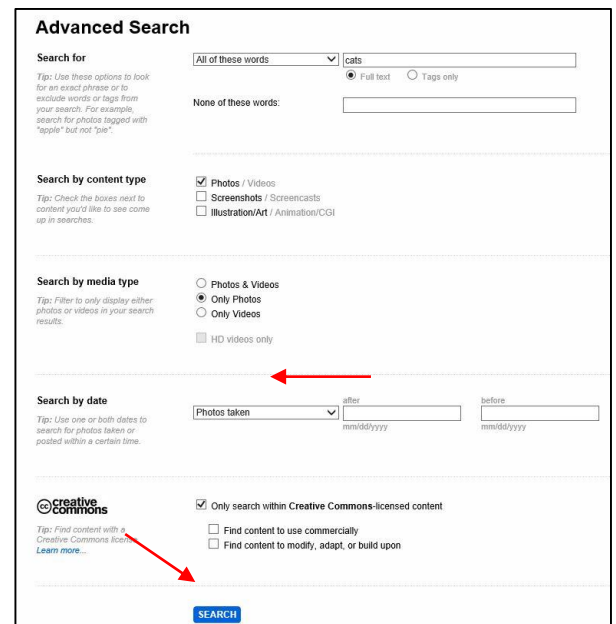 Advanced Search
Search for
All of these words
cats
Full text
Tags only
Tip: Use these options to look
for an exact phrase or to
exclude words or tags from
your search. For example,
search for photos tagged with
"apple" but not "pie".
None of these words:
Search by content type
Tip: Check the boxes next to
content you'd like to see come
up in searches.
Photos / Videos
Screenshots / Screencasts
Illustration/Art / Animation/CGI
Search by media type
Tip: Filter to only display either
photos or videos in your search
results.
Photos & Videos
Only Photos
Only Videos
HD videos only
Search by date
Tip: Use one or both dates to
search for photos taken or
posted within a certain time.
Photos taken
after
mm/dd/yyyy
before
mm/dd/yyyy
cc creative
commons
Tip: Find content with a
Creative Commons license.
Learn more...
Only search within Creative Commons-licensed content
Find content to use commercially
Find content to modify, adapt, or build upon
SEARCH